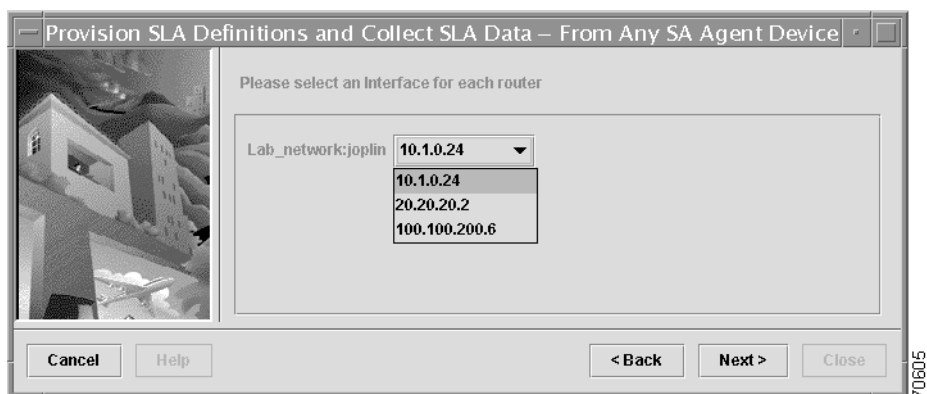 Provision SLA Definitions and Collect SLA Data – From Any SA Agent Device
Please select an Interface for each router
Lab_network:joplin 10.1.0.24
10.1.0.24
20.20.20.2
100.100.200.6
Cancel Help < Back Next > Close
70605